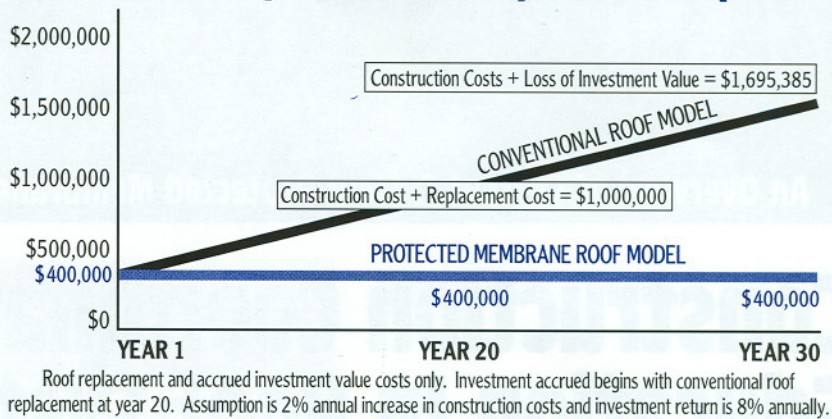 $2,000,000
Construction Costs + Loss of Investment Value = $1,695,385
$1,500,000
CONVENTIONAL ROOF MODEL
$1,000,000
Construction Cost + Replacement Cost = $1,000,000
$500,000
PROTECTED MEMBRANE ROOF MODEL
$400,000
$400,000
$400,000
$0
YEAR 1
YEAR 20
YEAR 30
Roof replacement and accrued investment value costs only. Investment accrued begins with conventional roof
replacement at year 20. Assumption is 2% annual increase in construction costs and investment return is 8% annually.